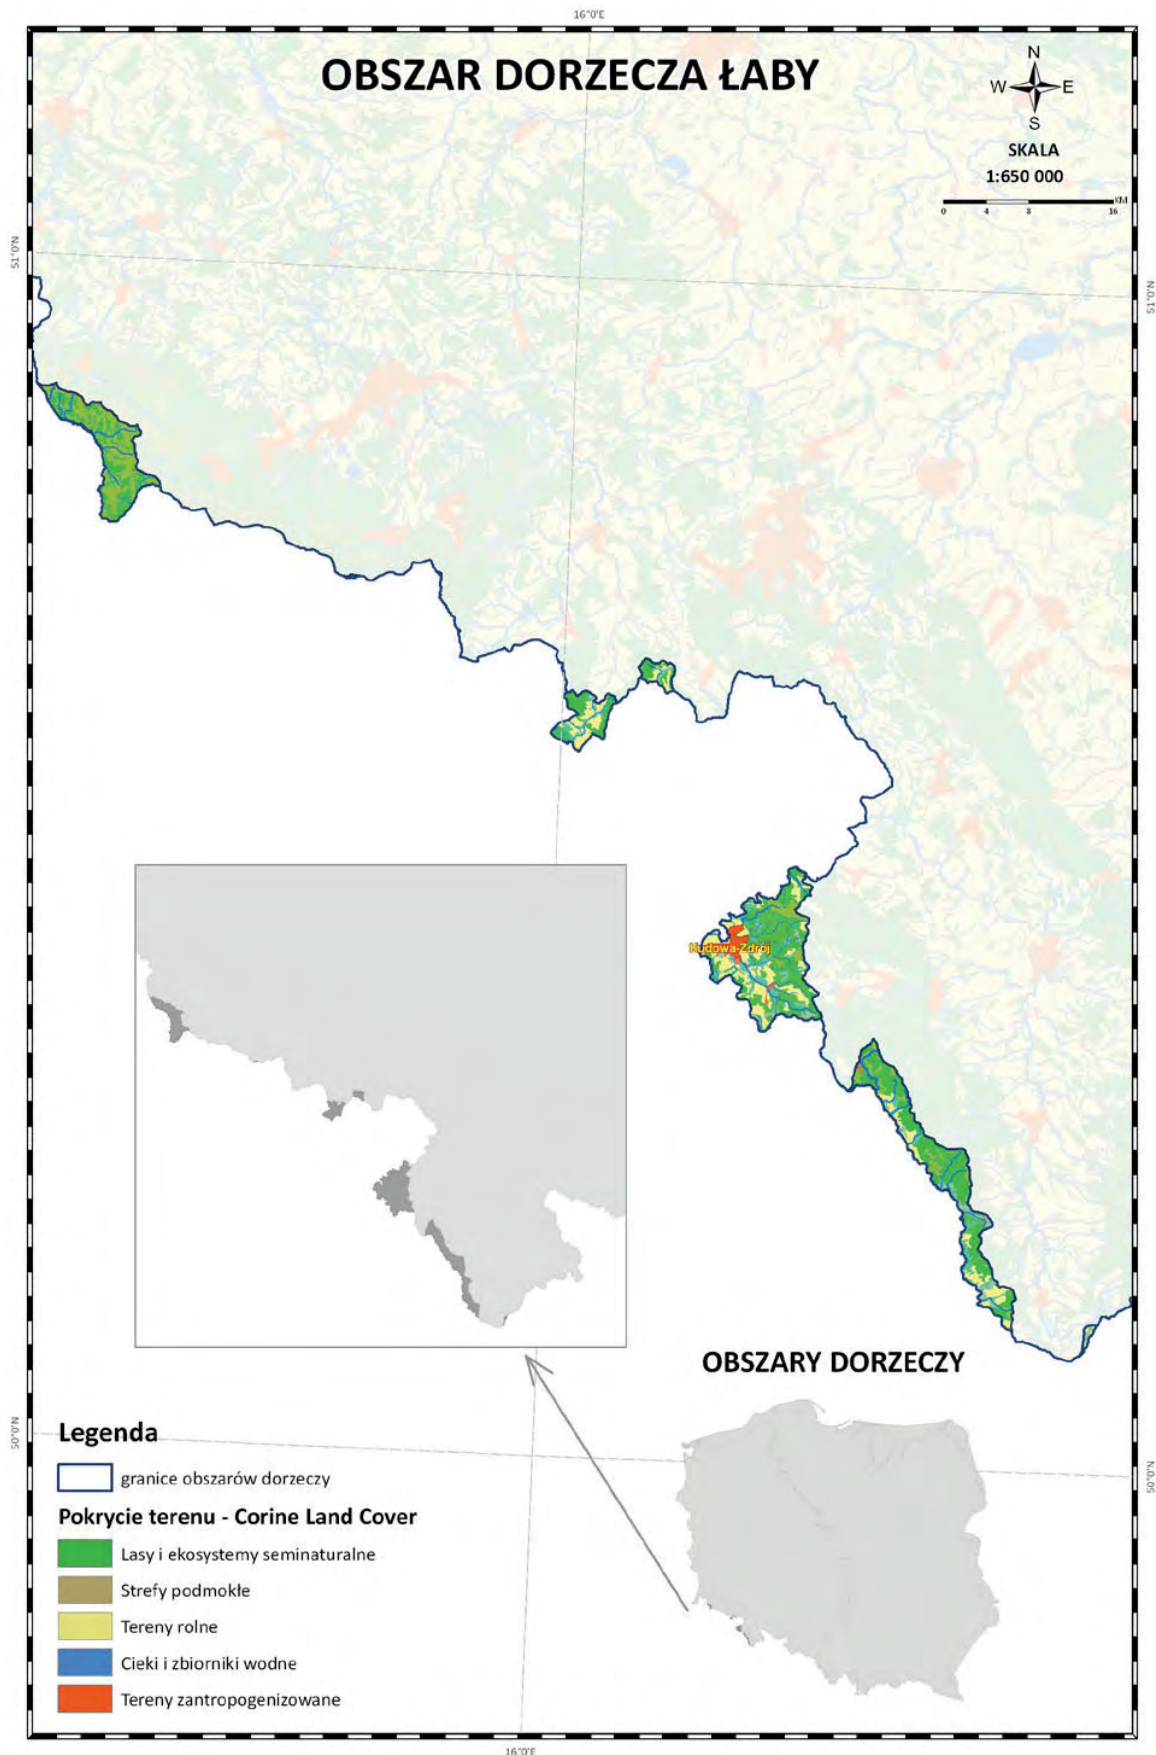 16°0'E
OBSZAR DORZECZA ŁABY
N
W E
S
SKALA
1:650 000
KM
0 4 8 16
51°0'N
51°0'N
Kudowa-Zdrój
OBSZARY DORZECZY
50°0'N
50°0'N
Legenda
granice obszarów dorzeczy
Pokrycie terenu - Corine Land Cover
Lasy i ekosystemy seminaturalne
Strefy podmokłe
Tereny rolne
Cieki i zbiorniki wodne
Tereny zantropogenizowane
16°0'E